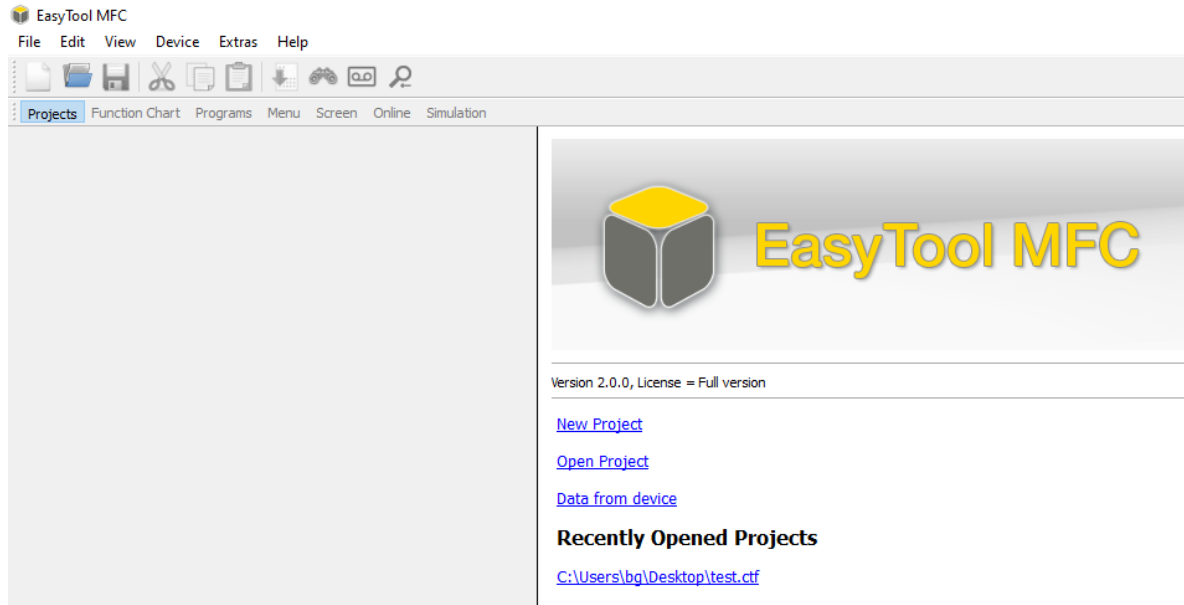 EasyTool MFC
File Edit View Device Extras Help
Projects Function Chart Programs Menu Screen Online Simulation
EasyTool MFC
Version 2.0.0, License = Full version
New Project
Open Project
Data from device
Recently Opened Projects
C:\Users\bg\Desktop\test.ctf